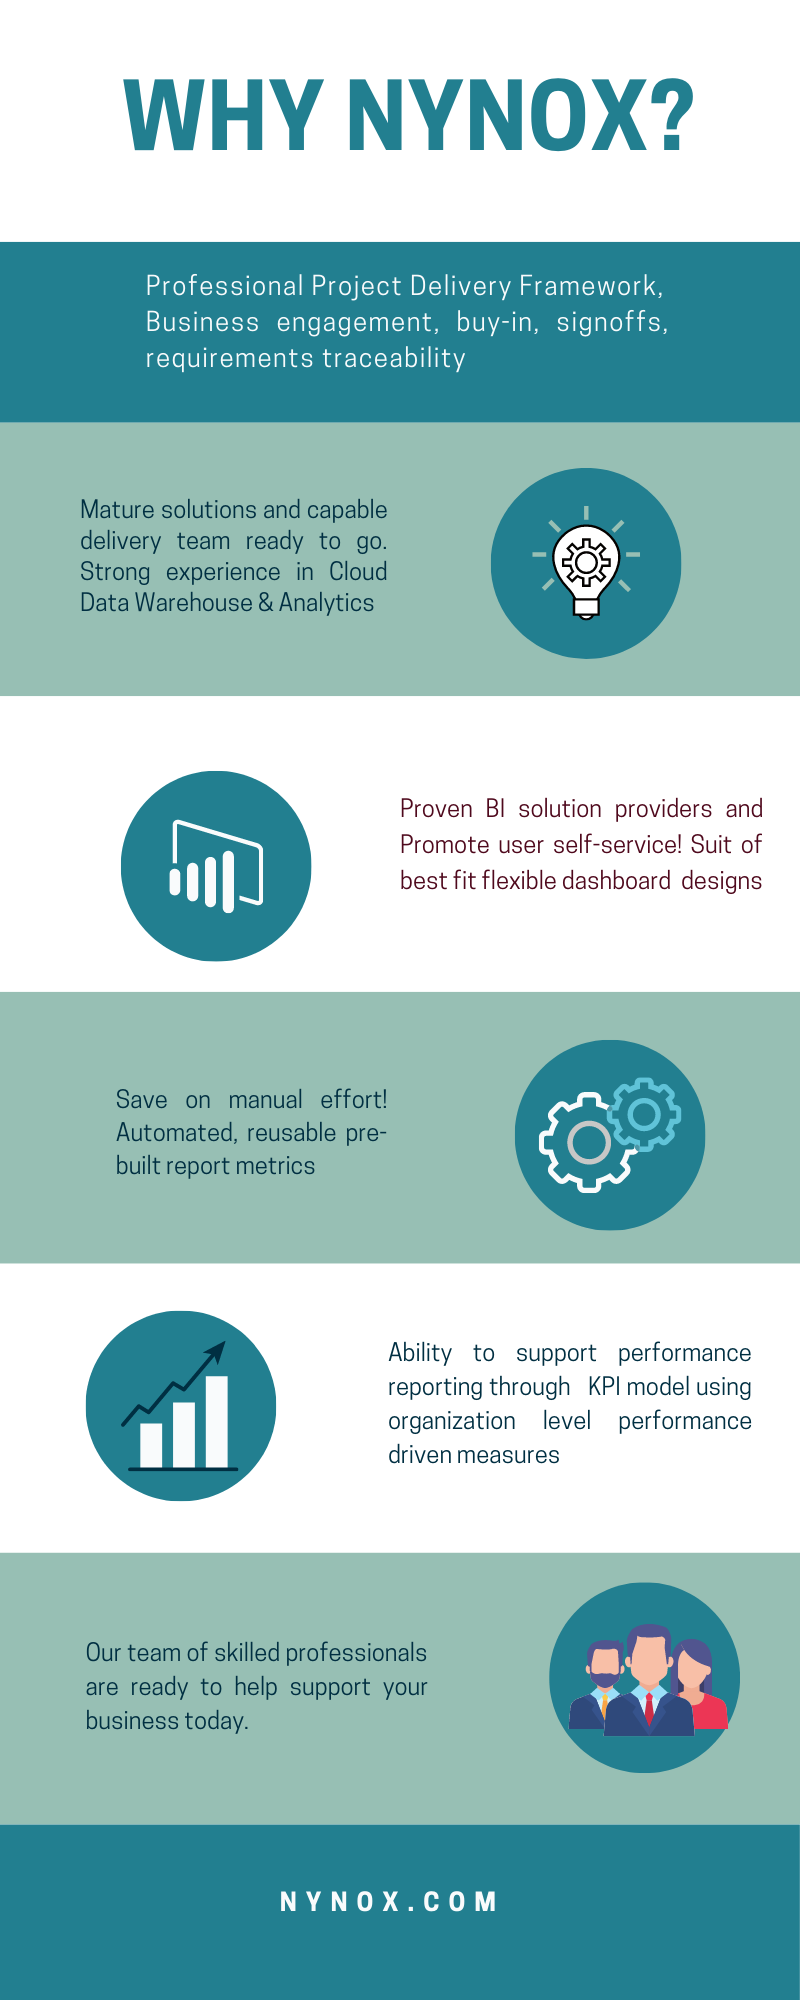 WHY NYNOX?
Professional Project Delivery Framework,
Business engagement, buy-in, signoffs,
requirements traceability
Mature solutions and capable
delivery team ready to go.
Strong experience in Cloud
Data Warehouse & Analytics
Proven BI solution providers and
Promote user self-service! Suit of
best fit flexible dashboard designs
Save on manual effort!
Automated, reusable pre-
built report metrics
Ability to support performance
reporting through KPI model using
organization level performance
driven measures
Our team of skilled professionals
are ready to help support your
business today.
NYNOX.COM